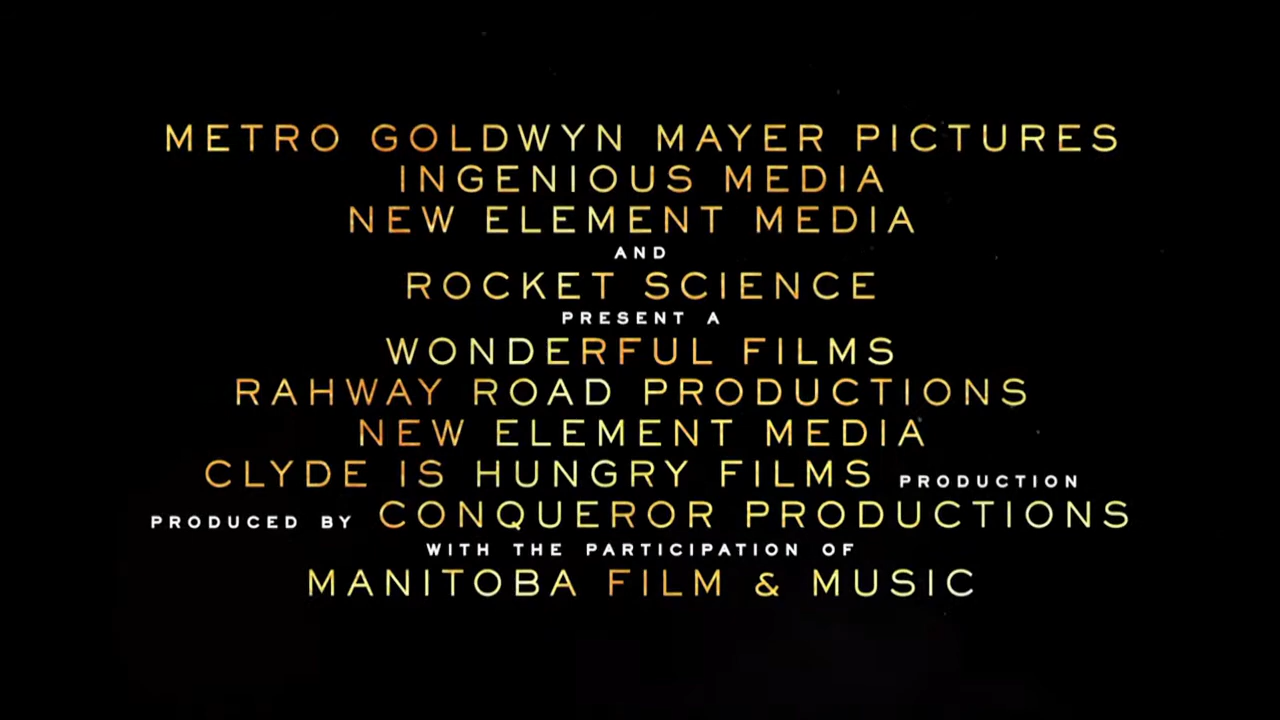 METRO GOLDWYN MAYER PICTURES
INGENIOUS MEDIA
NEW ELEMENT MEDIA
AND
ROCKET SCIENCE
PRESENT A
WONDERFUL FILMS
RAHWAY ROAD PRODUCTIONS
NEW ELEMENT MEDIA
CLYDE IS HUNGRY FILMS PRODUCTION
PRODUCED BY CONQUEROR PRODUCTIONS
WITH THE PARTICIPATION OF
MANITOBA FILM & MUSIC